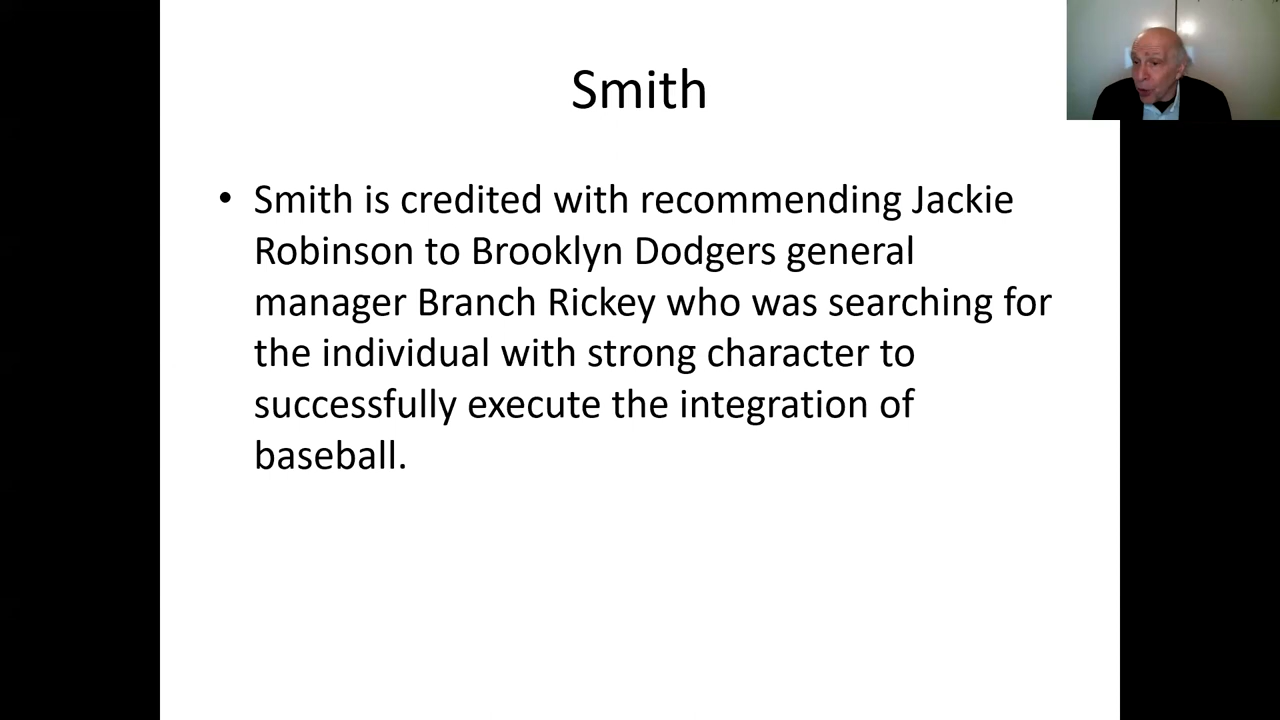 Smith
• Smith is credited with recommending Jackie
Robinson to Brooklyn Dodgers general
manager Branch Rickey who was searching for
the individual with strong character to
successfully execute the integration of
baseball.